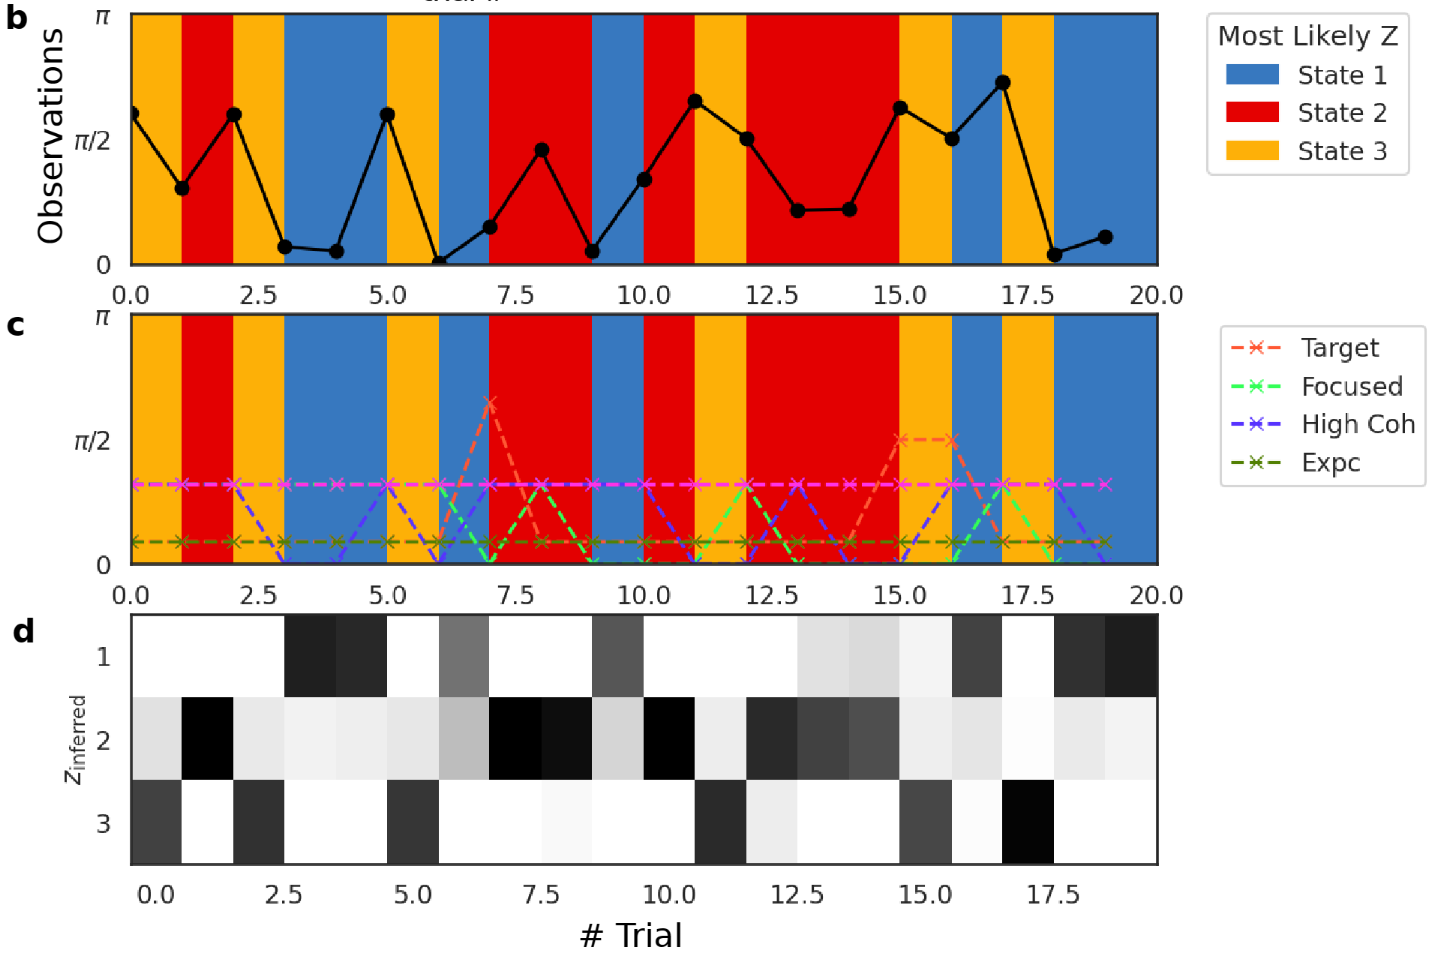 b
π
π/2
0
Observations
0.0 2.5 5.0 7.5 10.0 12.5 15.0 17.5 20.0
Most Likely Z
State 1
State 2
State 3
c
π
π/2
0
0.0 2.5 5.0 7.5 10.0 12.5 15.0 17.5 20.0
Target
Focused
High Coh
Expc
d
1
2
3
zinferred
0.0 2.5 5.0 7.5 10.0 12.5 15.0 17.5
# Trial